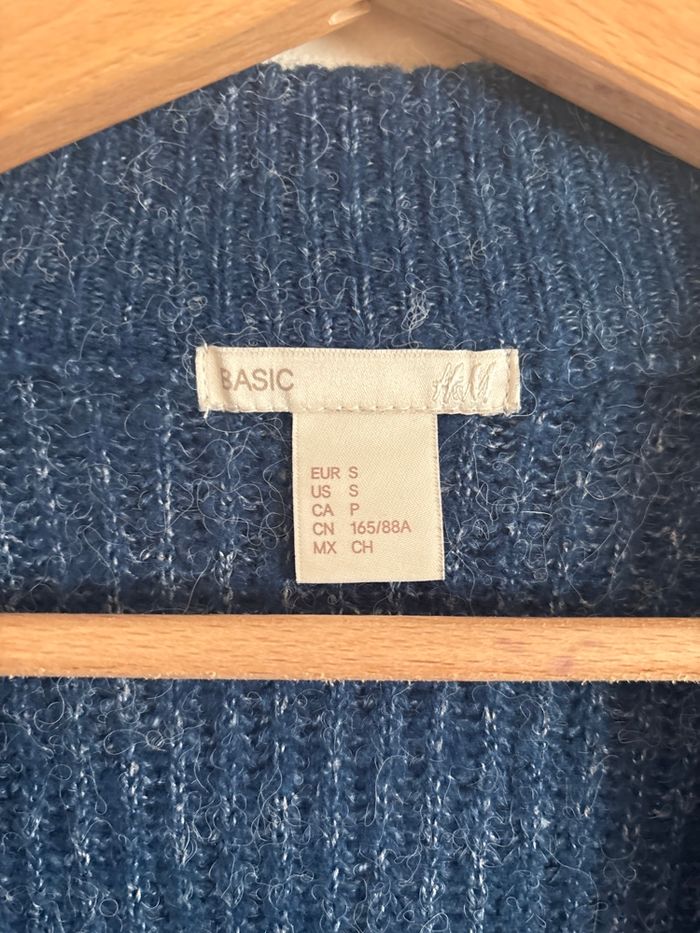 BASIC H&M
EUR S
US S
CA P
CN 165/88A
MX CH